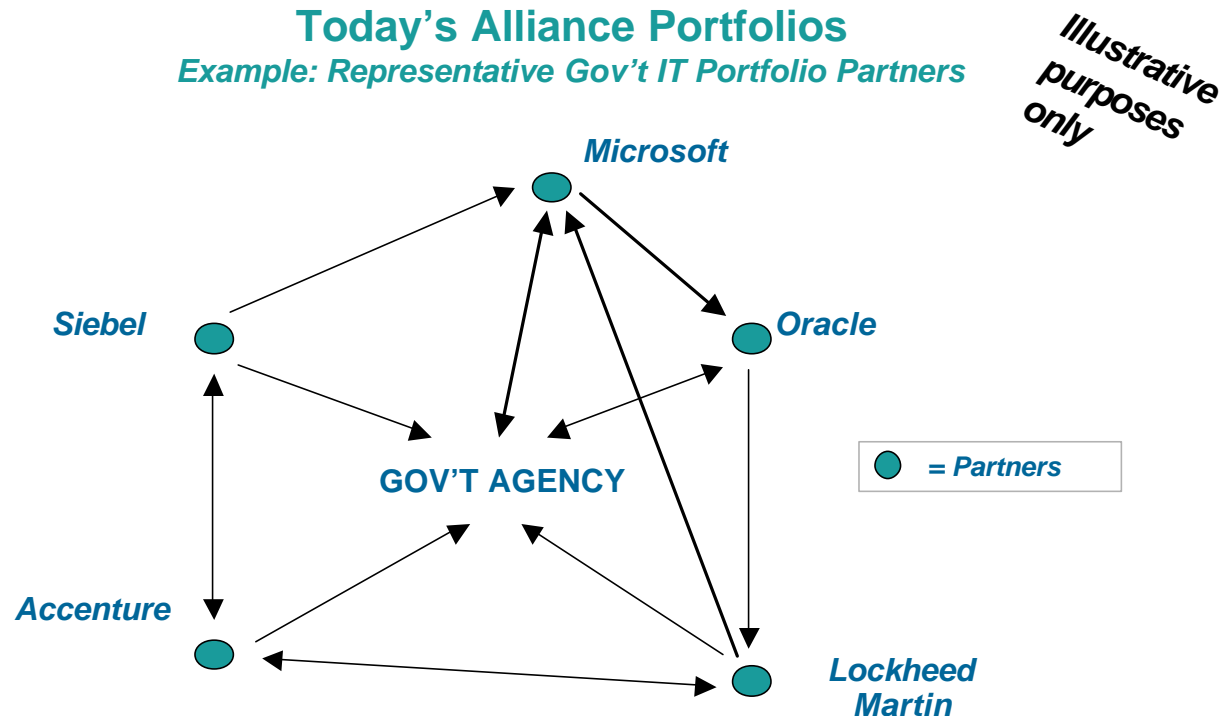 Today’s Alliance Portfolios
Example: Representative Gov’t IT Portfolio Partners
Illustrative
purposes
only
Microsoft
Siebel
Oracle
GOV’T AGENCY
= Partners
Accenture
Lockheed
Martin